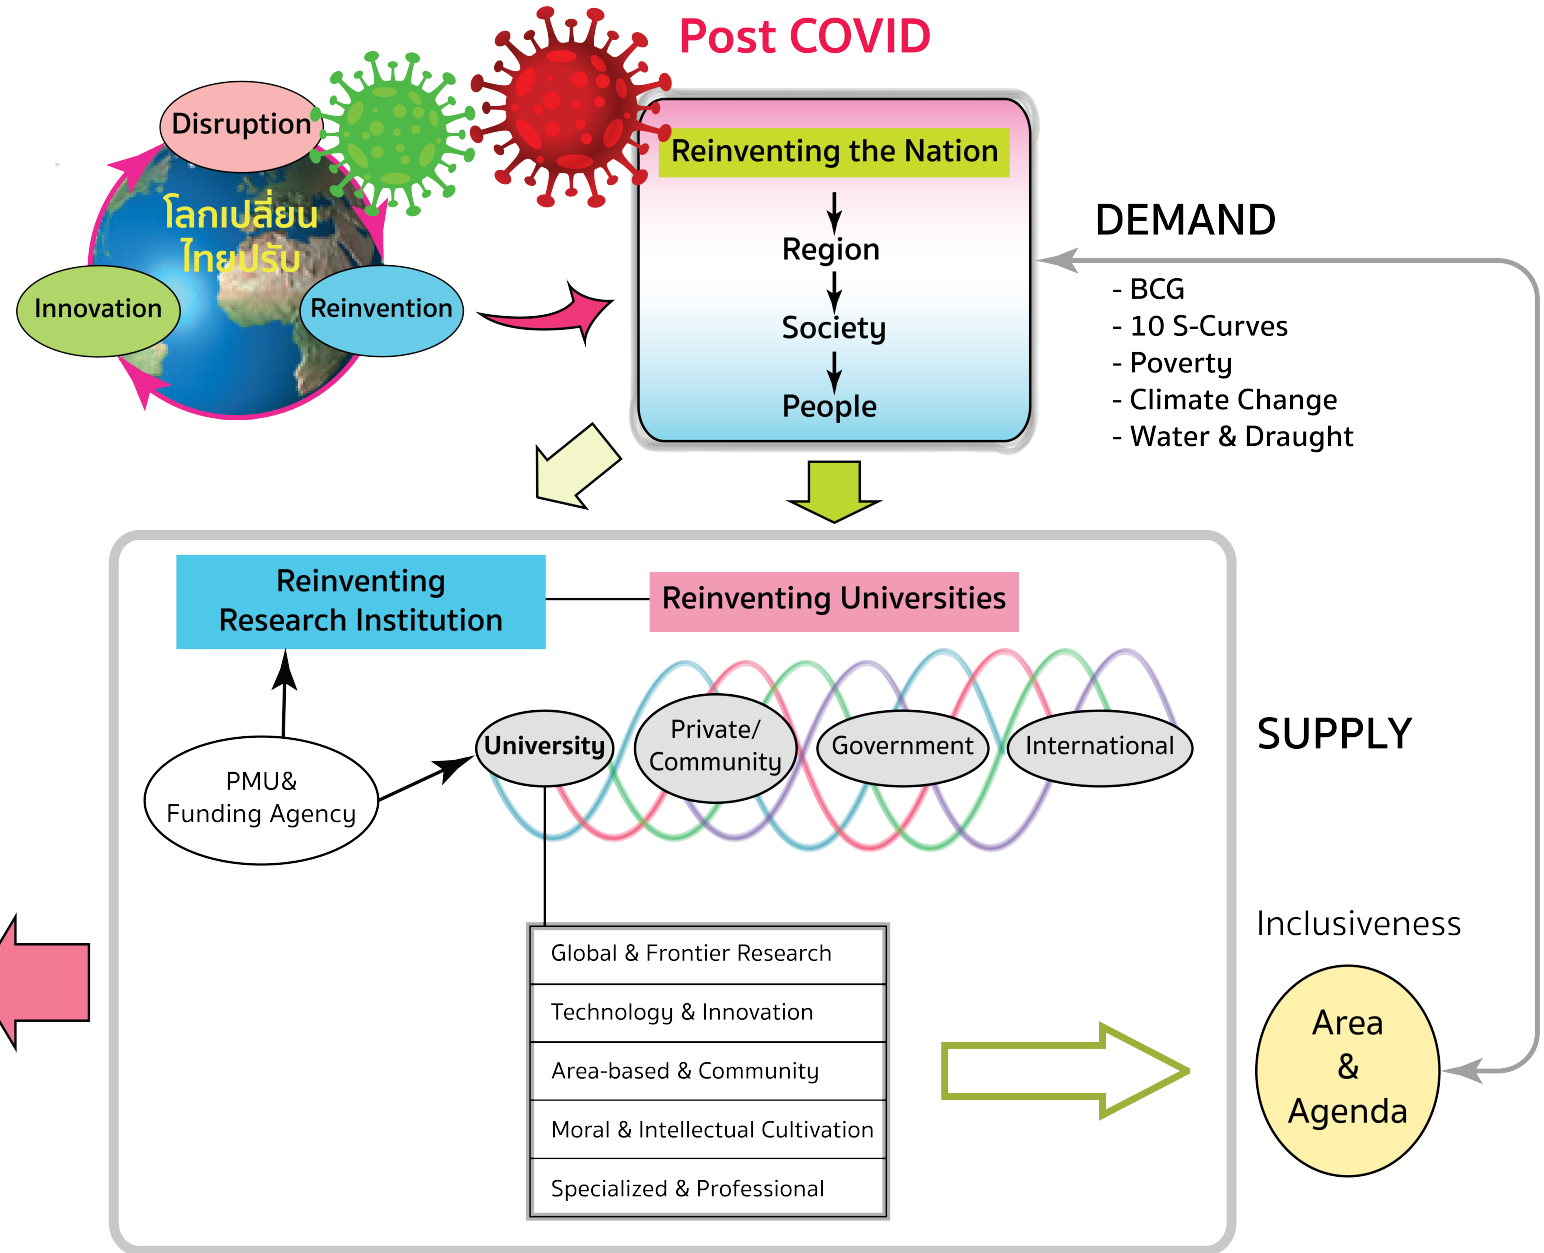 Post COVID
Disruption
โลกเปลี่ยน
ไทยปรับ
Innovation
Reinvention
Reinventing the Nation
Region
Society
People
DEMAND
- BCG
- 10 S-Curves
- Poverty
- Climate Change
- Water & Draught
Reinventing
Research Institution
Reinventing Universities
PMU&
Funding Agency
University
Private/
Community
Government
International
SUPPLY
Global & Frontier Research
Technology & Innovation
Area-based & Community
Moral & Intellectual Cultivation
Specialized & Professional
Inclusiveness
Area
&
Agenda